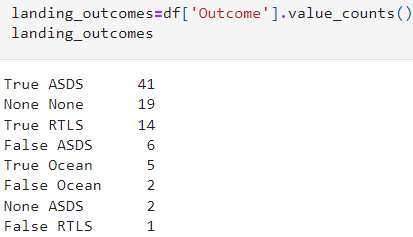 landing_outcomes=df['Outcome'].value_counts()
landing_outcomes
True ASDS 41
None None 19
True RTLS 14
False ASDS 6
True Ocean 5
False Ocean 2
None ASDS 2
False RTLS 1